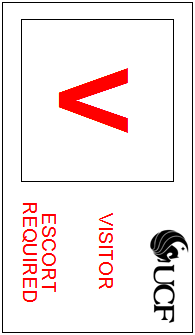 V
UCF
VISITOR
ESCORT
REQUIRED